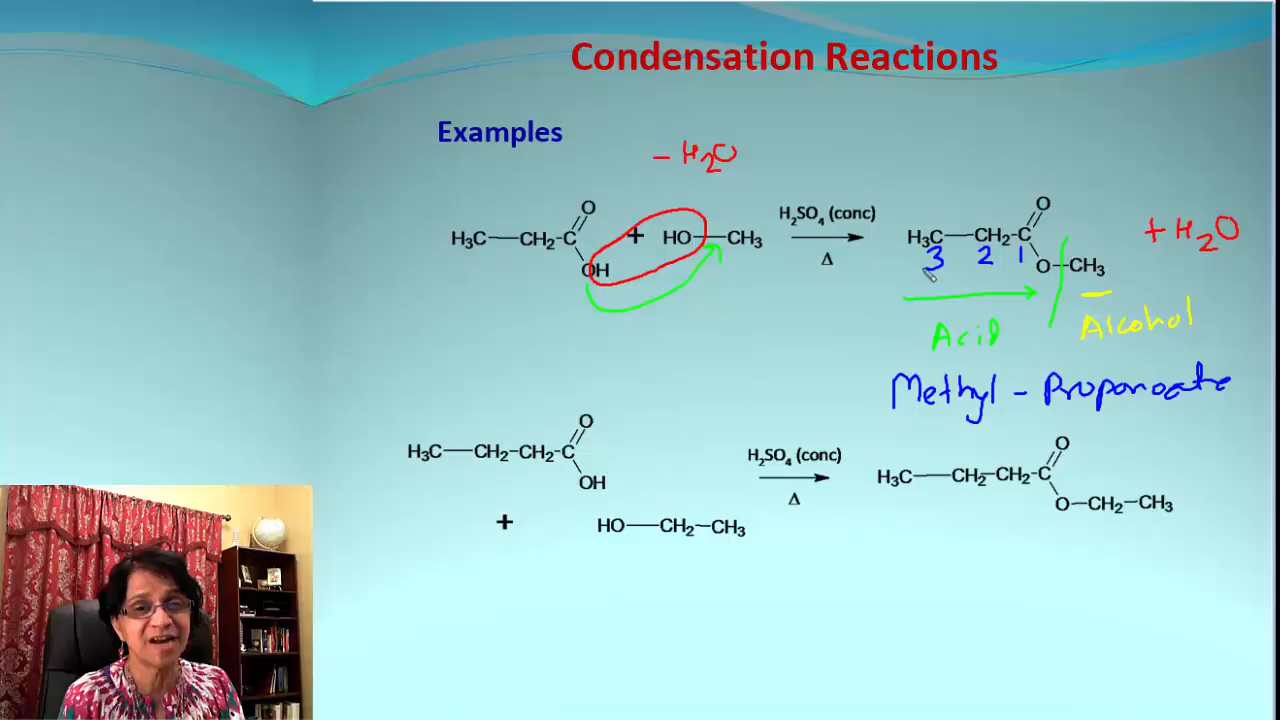 Condensation Reactions
Examples
– H₂O
H₃C—CH₂–C
O
OH
+
HO—CH₃
H₂SO₄ (conc)
Δ
H₃C—CH₂–C
O
O–CH₃
+ H₂O
3 2 1
Acid
Alcohol
Methyl – Propanoate
H₃C—CH₂–CH₂–C
O
OH
+
HO—CH₂–CH₃
H₂SO₄ (conc)
Δ
H₃C—CH₂–CH₂–C
O
O–CH₂–CH₃